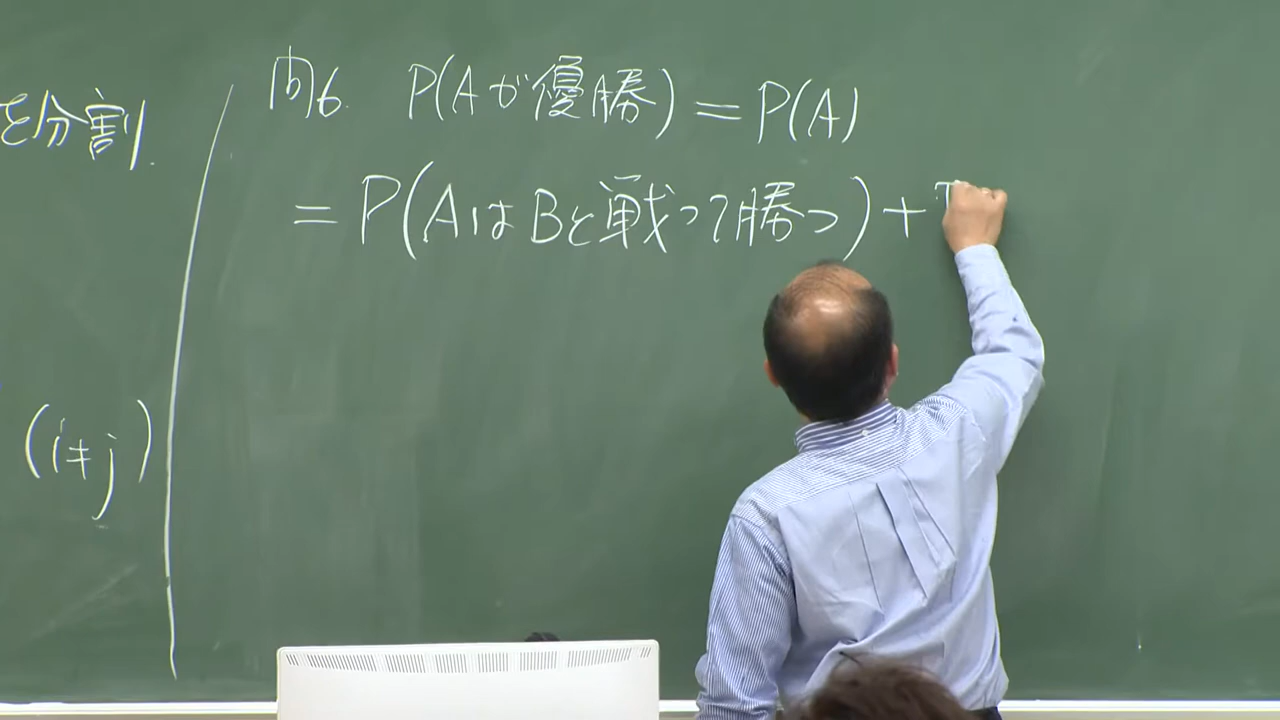 を分割.
(i≠j)
問6. P(Aが優勝) = P(A)
= P(AはBと戦って勝つ) +